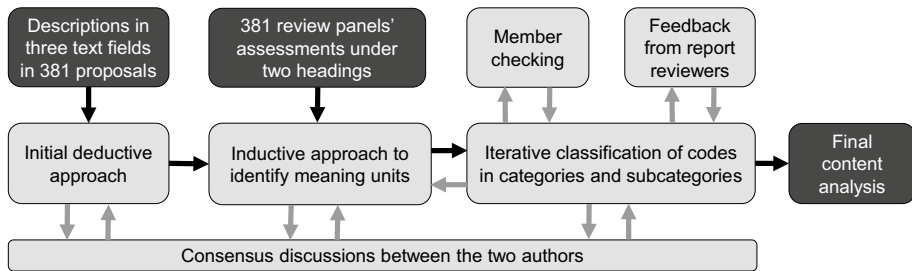 Descriptions in
three text fields
in 381 proposals
381 review panels’
assessments under
two headings
Member
checking
Feedback
from report
reviewers
Initial deductive
approach
Inductive approach to
identify meaning units
Iterative classification of codes
in categories and subcategories
Final
content
analysis
Consensus discussions between the two authors